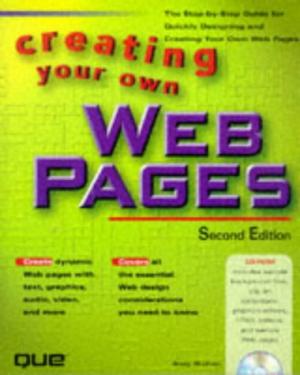 The Step-by-Step Guide for
Quickly Designing and
Creating Your Own Web Pages
creating
your own
WEB
PAGES
Second Edition
Create dynamic
Web pages with
text, graphics,
audio, video,
and more
Covers all
the essential
Web design
considerations
you need to know
CD-ROM
includes sample
QUE